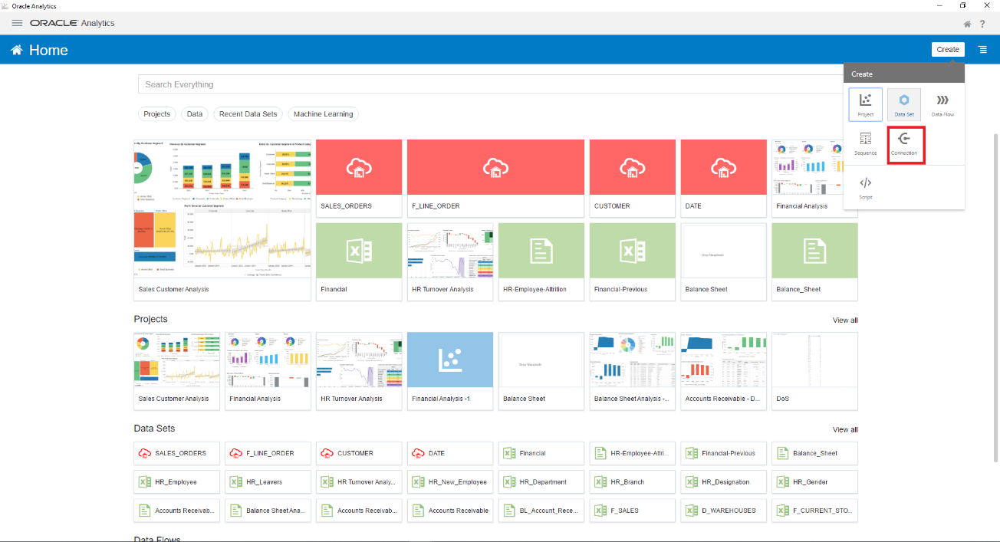 Oracle Analytics
ORACLE Analytics
Home
Create
Search Everything
Create
Project
Data Set
Data Flow
Sequence
Connection
Script
Projects
Data
Recent Data Sets
Machine Learning
Sales Customer Analysis
SALES_ORDERS
F_LINE_ORDER
CUSTOMER
DATE
Financial Analysis
Financial
HR Turnover Analysis
HR-Employee-Attrition
Financial-Previous
Balance Sheet
Balance_Sheet
Projects
View all
Sales Customer Analysis
Financial Analysis
HR Turnover Analysis
Financial Analysis -1
Balance Sheet
Balance Sheet Analysis -...
Accounts Receivable - D...
DoS
Data Sets
View all
SALES_ORDERS
F_LINE_ORDER
CUSTOMER
DATE
Financial
HR-Employee-Attri...
Financial-Previous
Balance_Sheet
HR_Employee
HR_Leavers
HR Turnover Analy...
HR_New_Employee
HR_Department
HR_Branch
HR_Designation
HR_Gender
Accounts Receivab...
Balance Sheet Ana...
Accounts Receivab...
Accounts Receivable
BL_Account_Rece...
F_SALES
D_WAREHOUSES
F_CURRENT_STO...
Data Flows